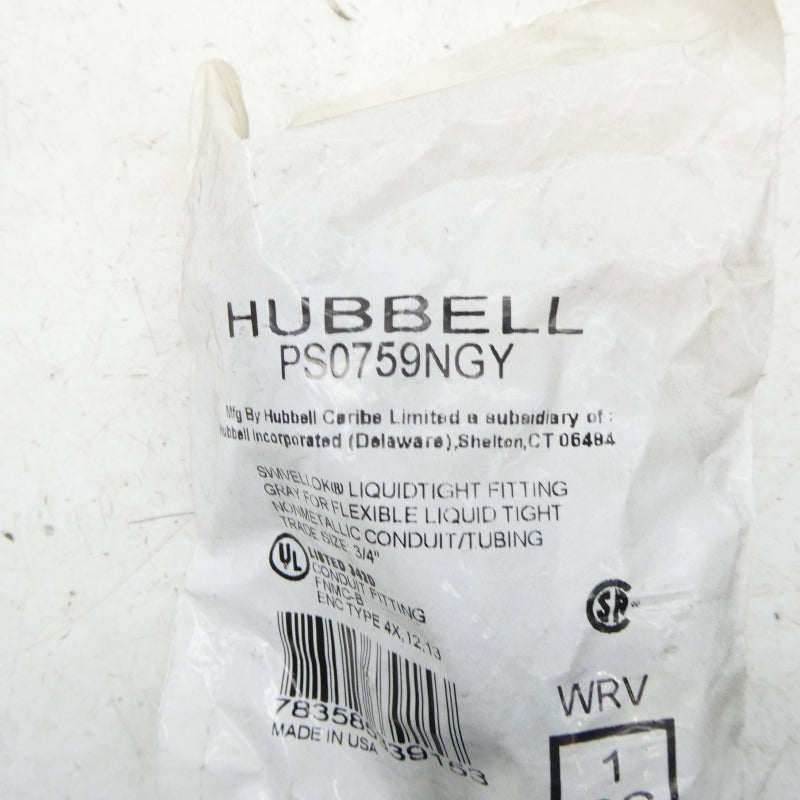 HUBBELL
PS0759NGY
Mfg By Hubbell Caribe Limited a subsidiary of :
Hubbell Incorporated (Delaware),Shelton,CT 06484
SWIVELLOK® LIQUIDTIGHT FITTING
GRAY FOR FLEXIBLE LIQUID TIGHT
NONMETALLIC CONDUIT/TUBING
TRADE SIZE: 3/4"
UL
LISTED
CONDUIT FITTING
FNMC-B
ENC TYPE 4X,12,13
MADE IN USA
SA
WRV
1